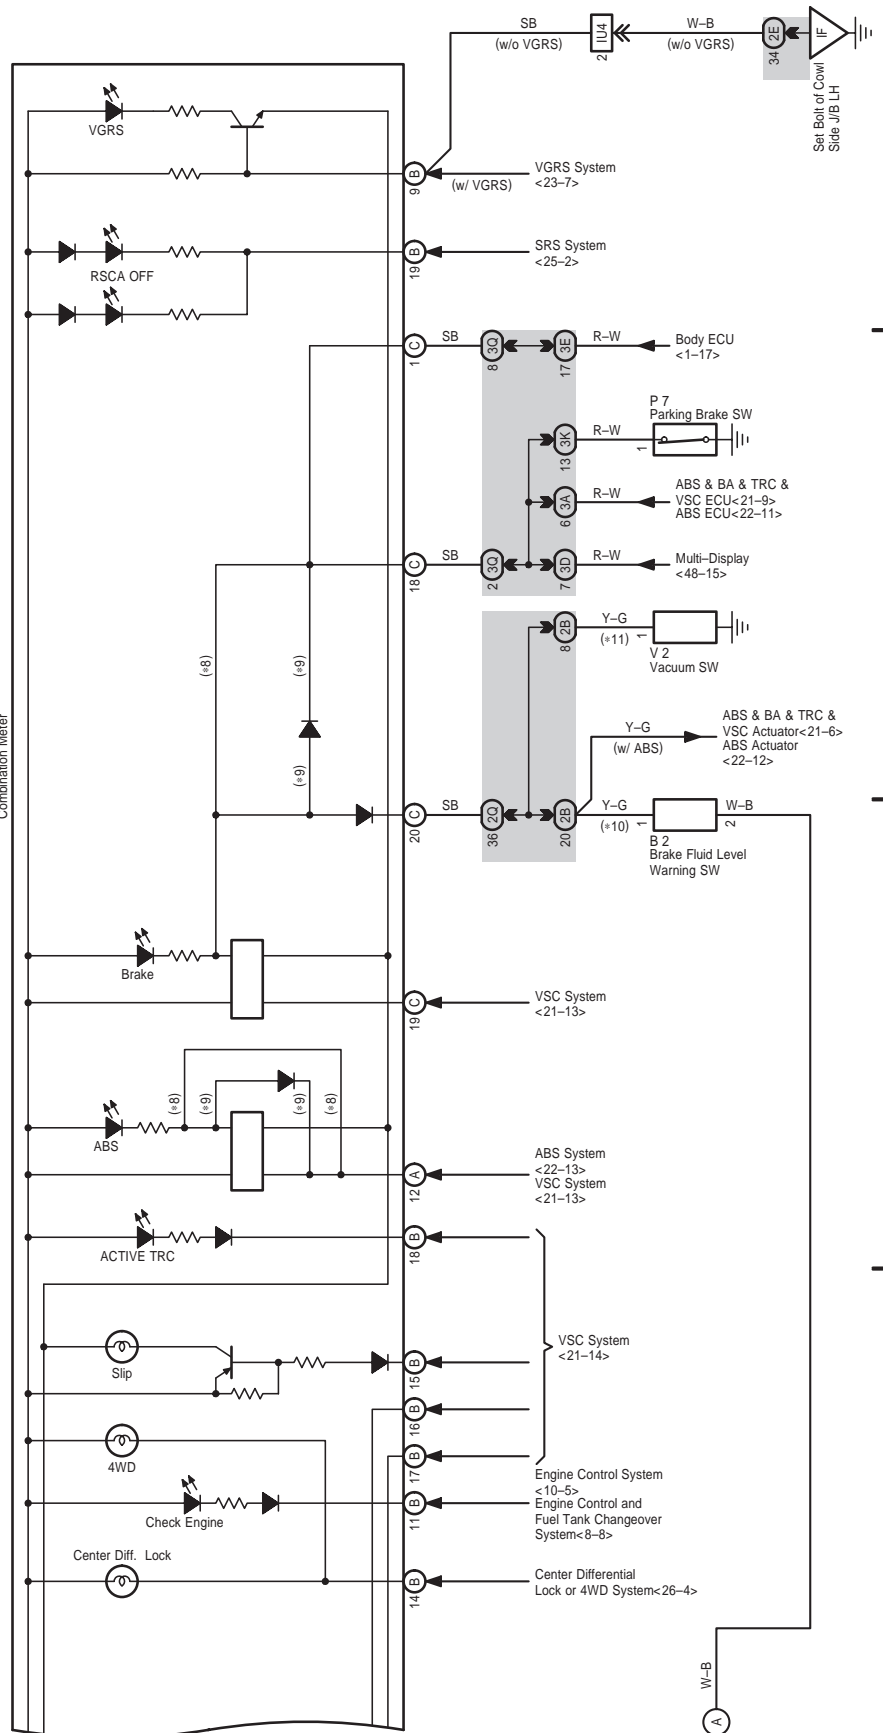 SB
(w/o VGRS)
IU4
2
W–B
(w/o VGRS)
2E
34
IF
Set Bolt of Cowl
Side J/B LH
Combination Meter
VGRS
B
9
(w/ VGRS)
VGRS System
<23–7>
RSCA OFF
B
19
SRS System
<25–2>
C
1
SB
3Q
8
3E
17
R–W
Body ECU
<1–17>
P 7
Parking Brake SW
3K
13
R–W
1
3A
6
R–W
ABS & BA & TRC &
VSC ECU<21–9>
ABS ECU<22–11>
C
18
SB
3Q
2
3D
7
R–W
Multi–Display
<48–15>
2B
8
Y–G
(*11)
1
V 2
Vacuum SW
(*8)
(*9)
(*9)
Y–G
(w/ ABS)
ABS & BA & TRC &
VSC Actuator<21–6>
ABS Actuator
<22–12>
C
20
SB
2Q
36
2B
20
Y–G
(*10)
1
B 2
Brake Fluid Level
Warning SW
W–B
2
Brake
C
19
VSC System
<21–13>
ABS
(*8)
(*9)
(*9)
(*8)
A
12
ABS System
<22–13>
VSC System
<21–13>
ACTIVE TRC
B
18
Slip
B
15
VSC System
<21–14>
B
16
4WD
B
17
Check Engine
B
11
Engine Control System
<10–5>
Engine Control and
Fuel Tank Changeover
System<8–8>
Center Diff. Lock
B
14
Center Differential
Lock or 4WD System<26–4>
W–B
A